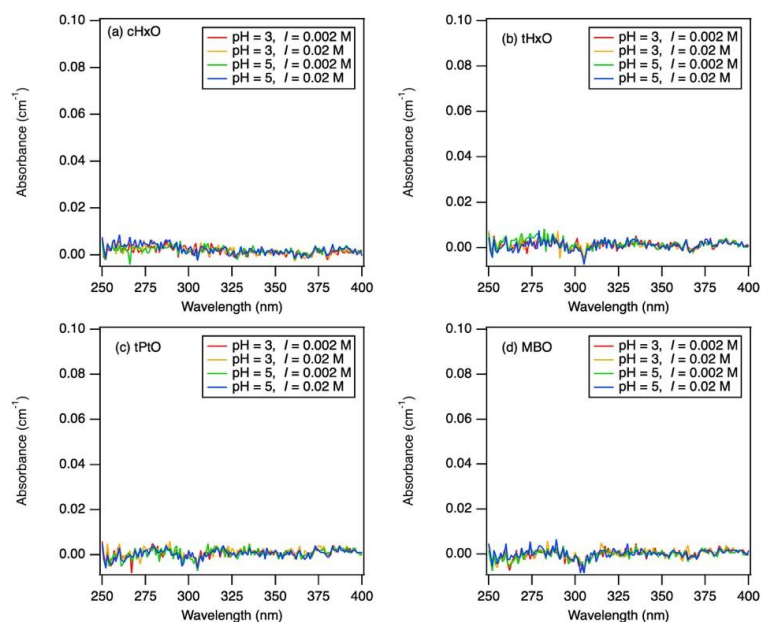 (a) cHxO
pH = 3, I = 0.002 M
pH = 3, I = 0.02 M
pH = 5, I = 0.002 M
pH = 5, I = 0.02 M
Absorbance (cm⁻¹)
0.10
0.08
0.06
0.04
0.02
0.00
250 275 300 325 350 375 400
Wavelength (nm)
(b) tHxO
pH = 3, I = 0.002 M
pH = 3, I = 0.02 M
pH = 5, I = 0.002 M
pH = 5, I = 0.02 M
Absorbance (cm⁻¹)
0.10
0.08
0.06
0.04
0.02
0.00
250 275 300 325 350 375 400
Wavelength (nm)
(c) tPtO
pH = 3, I = 0.002 M
pH = 3, I = 0.02 M
pH = 5, I = 0.002 M
pH = 5, I = 0.02 M
Absorbance (cm⁻¹)
0.10
0.08
0.06
0.04
0.02
0.00
250 275 300 325 350 375 400
Wavelength (nm)
(d) MBO
pH = 3, I = 0.002 M
pH = 3, I = 0.02 M
pH = 5, I = 0.002 M
pH = 5, I = 0.02 M
Absorbance (cm⁻¹)
0.10
0.08
0.06
0.04
0.02
0.00
250 275 300 325 350 375 400
Wavelength (nm)